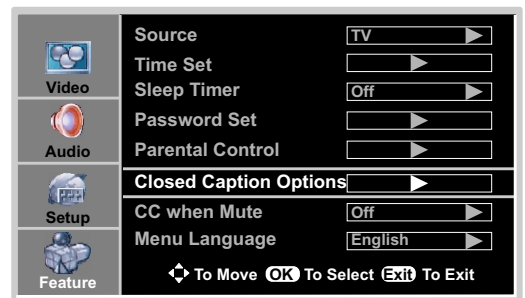 Video
Audio
Setup
Feature
Source TV
Time Set
Sleep Timer Off
Password Set
Parental Control
Closed Caption Options
CC when Mute Off
Menu Language English
To Move OK To Select Exit To Exit